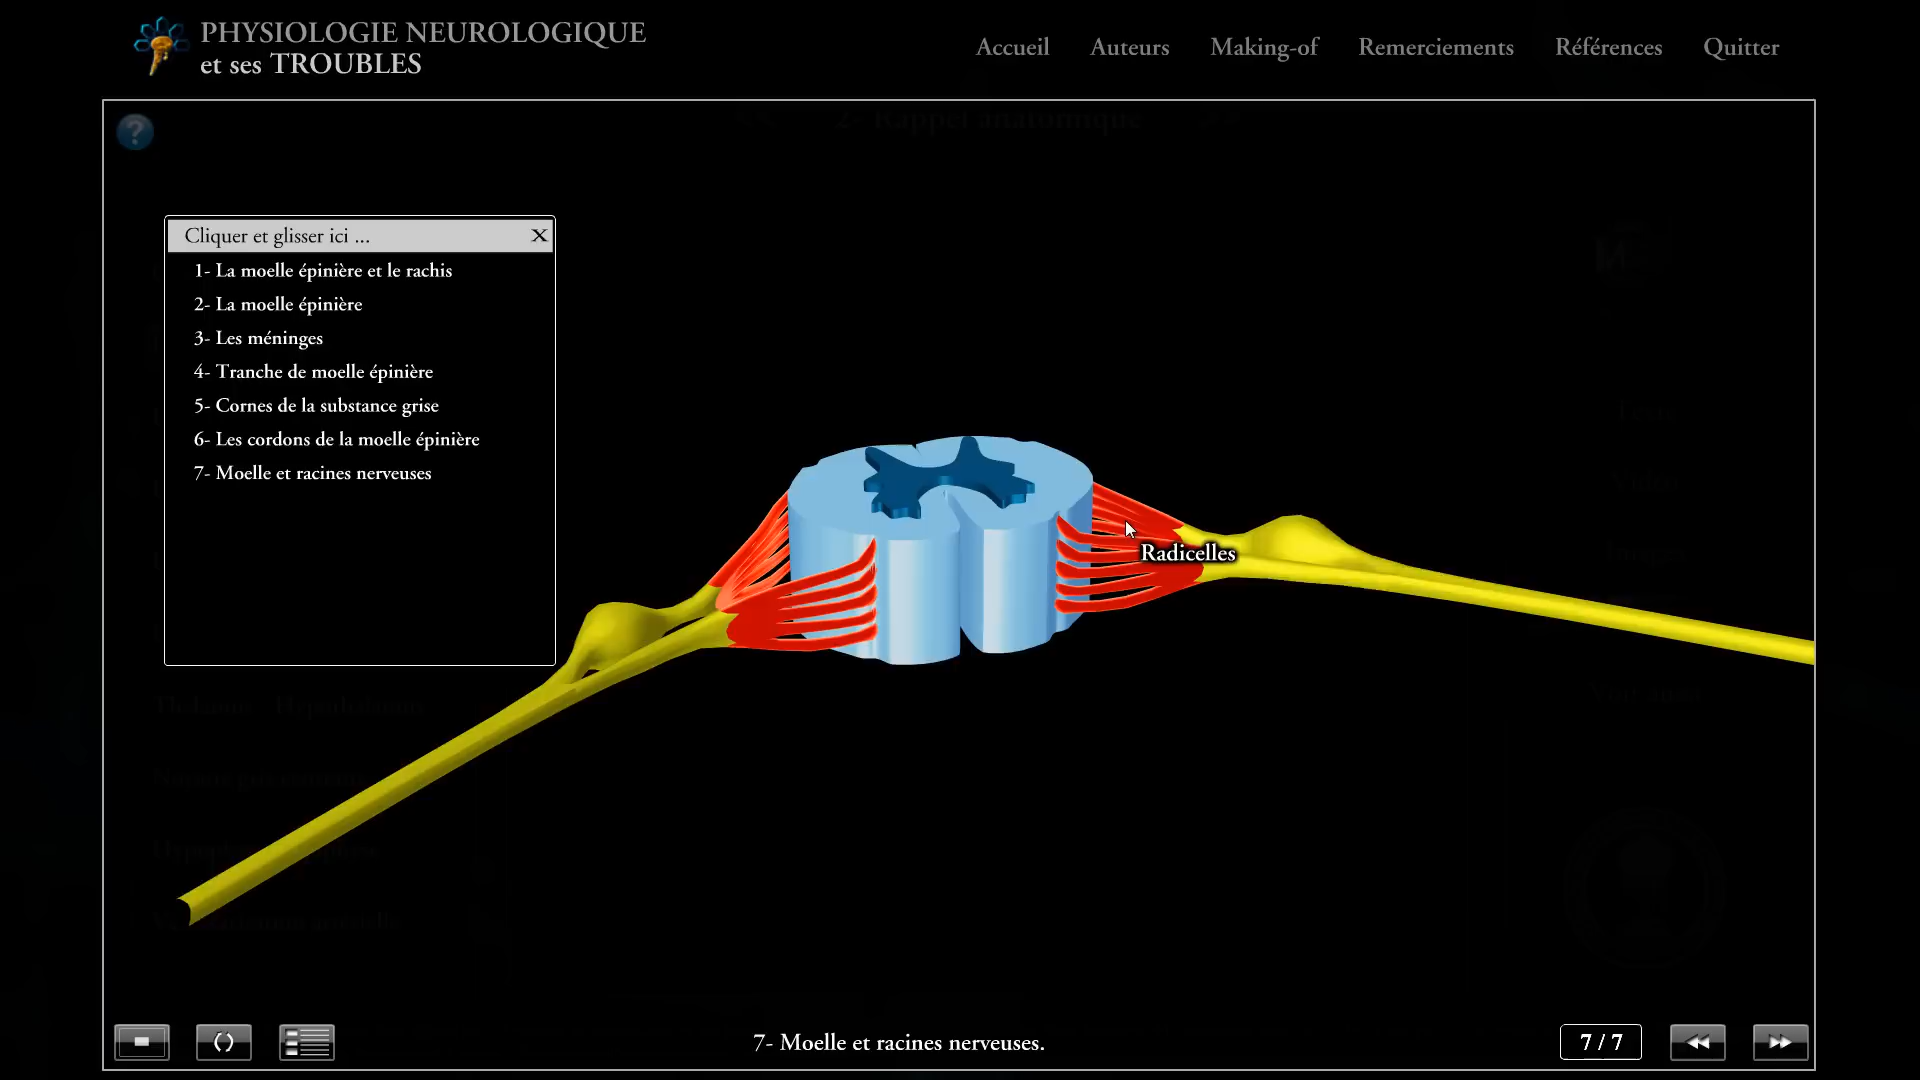 PHYSIOLOGIE NEUROLOGIQUE
et ses TROUBLES
Accueil
Auteurs
Making-of
Remerciements
Références
Quitter
2- Rappel anatomique
?
Cliquer et glisser ici ...
X
1- La moelle épinière et le rachis
2- La moelle épinière
3- Les méninges
4- Tranche de moelle épinière
5- Cornes de la substance grise
6- Les cordons de la moelle épinière
7- Moelle et racines nerveuses
Radicelles
7- Moelle et racines nerveuses.
7 / 7